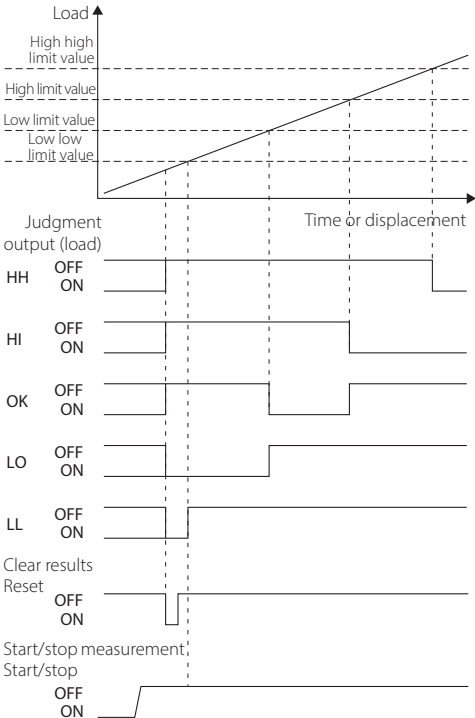 Load
High high
limit value
High limit value
Low limit value
Low low
limit value
Time or displacement
Judgment
output (load)
HH OFF
ON
HI OFF
ON
OK OFF
ON
LO OFF
ON
LL OFF
ON
Clear results
Reset
OFF
ON
Start/stop measurement
Start/stop
OFF
ON